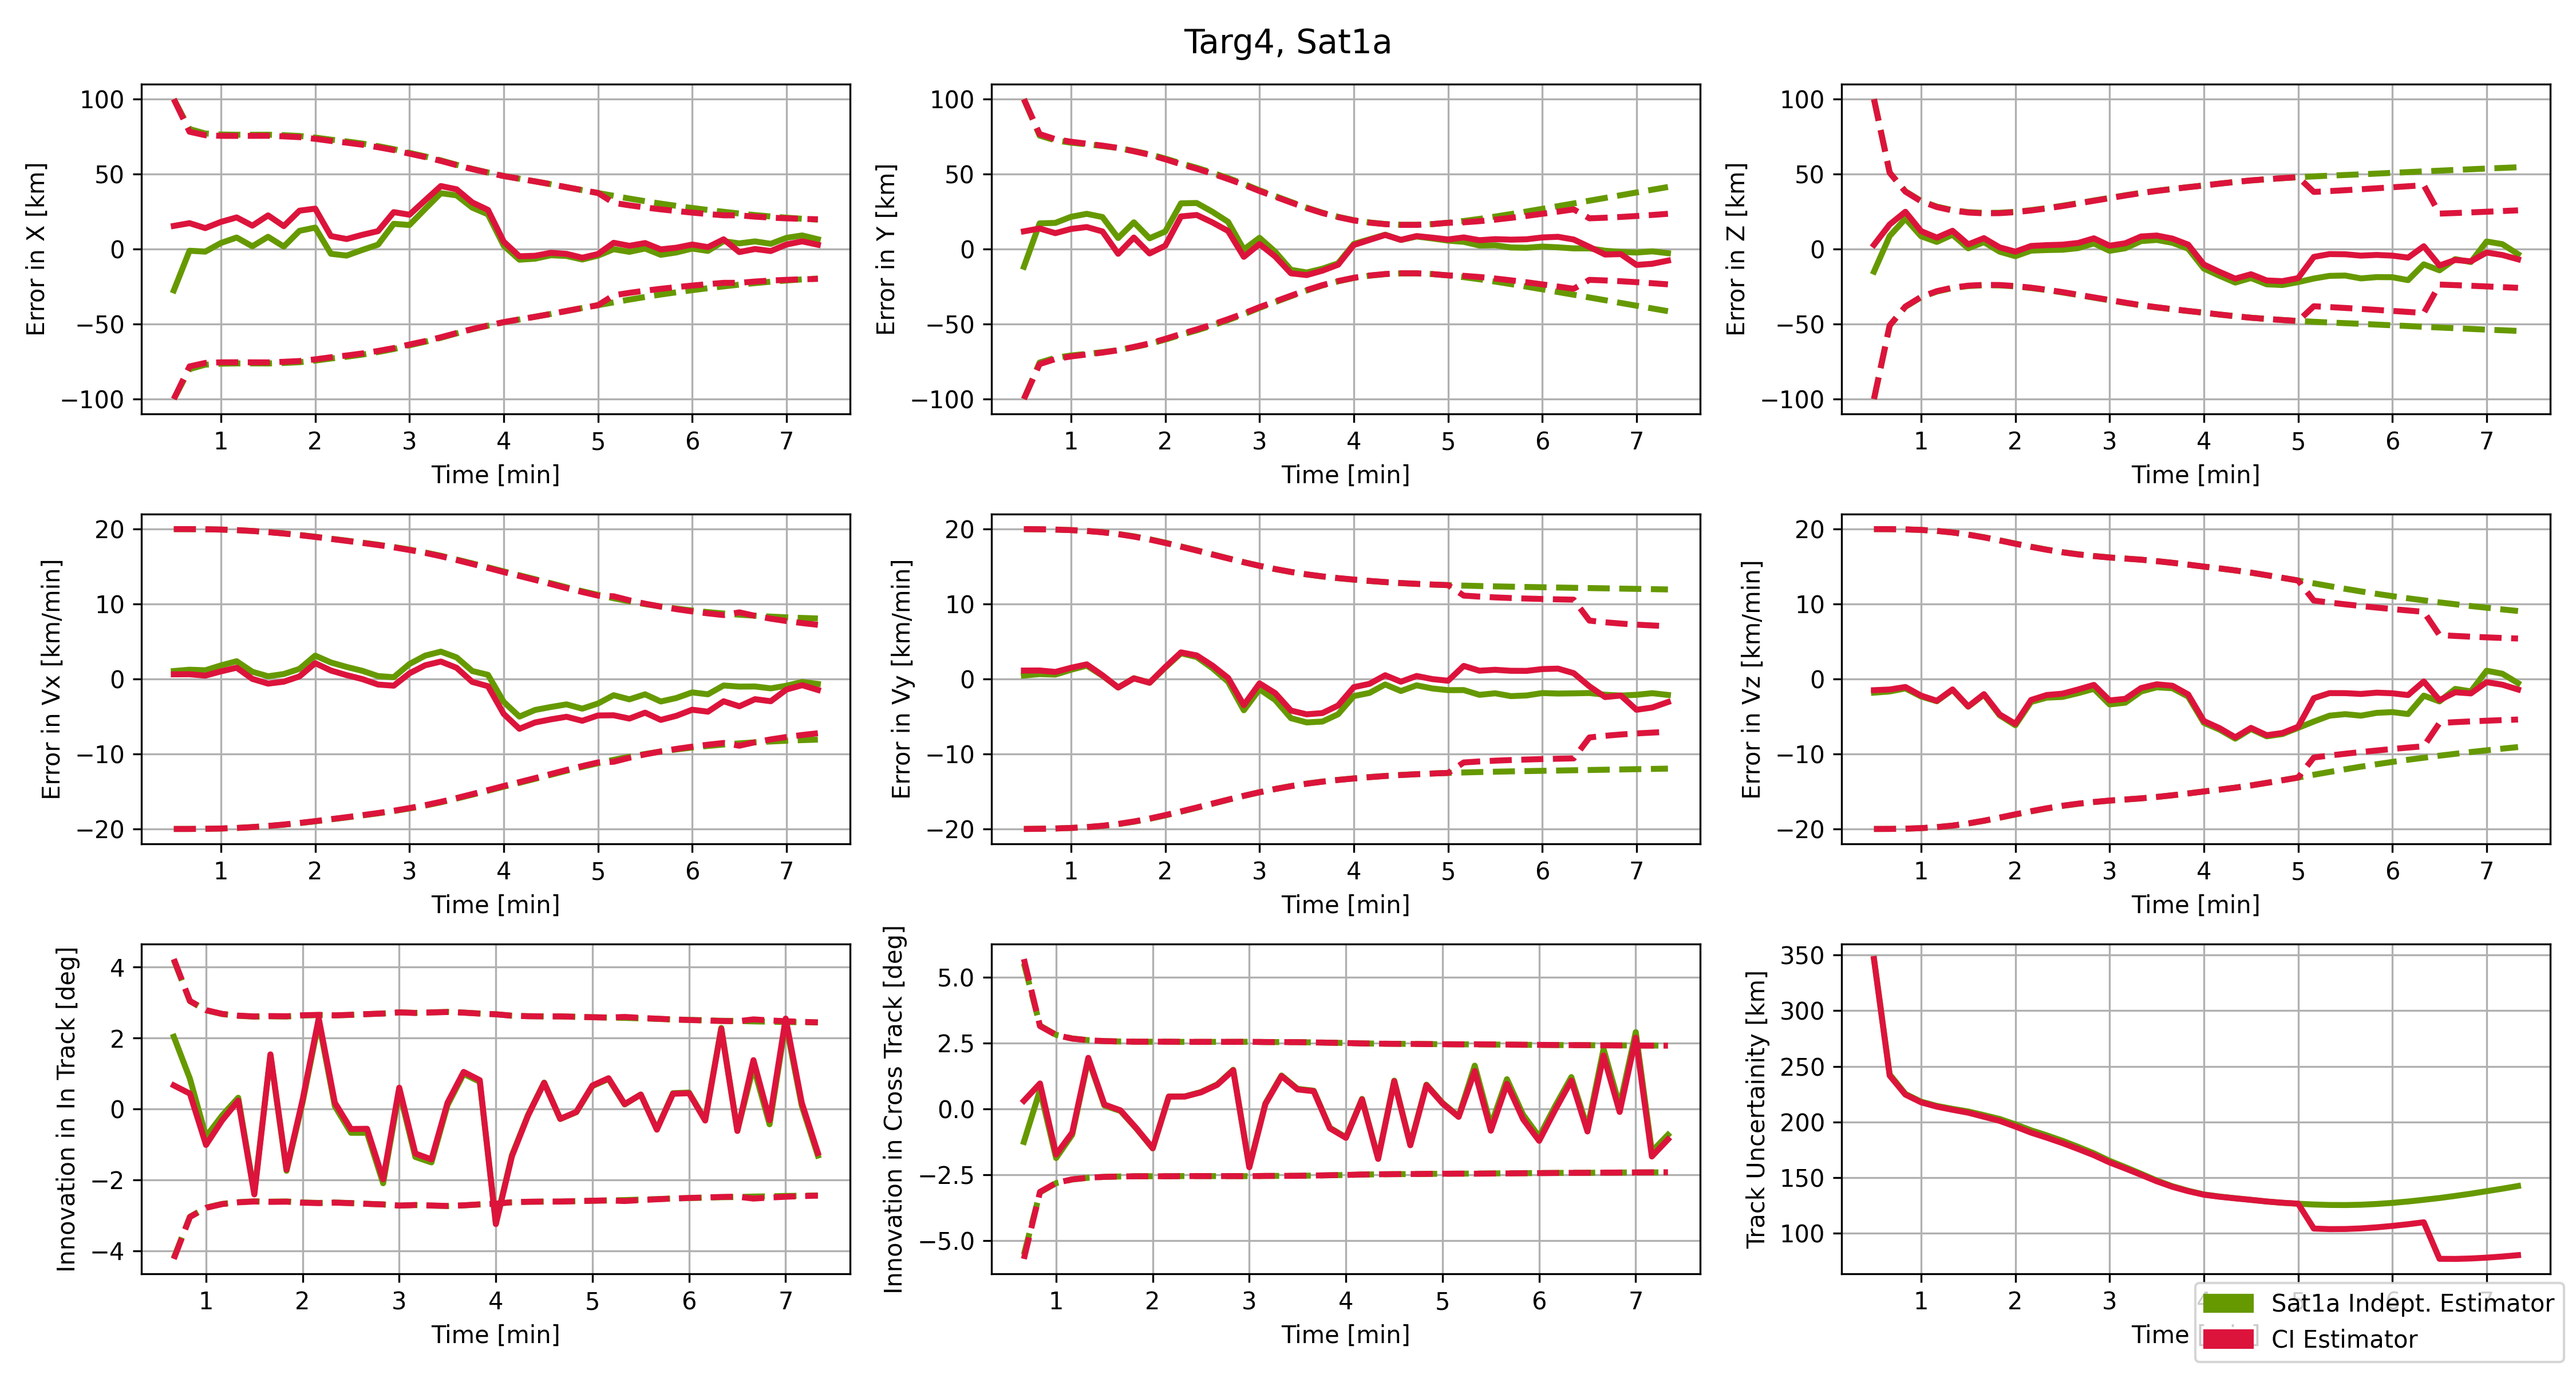 Targ4, Sat1a
Error in X [km]
100
50
0
−50
−100
1 2 3 4 5 6 7
Time [min]
Error in Y [km]
100
50
0
−50
−100
1 2 3 4 5 6 7
Time [min]
Error in Z [km]
100
50
0
−50
−100
1 2 3 4 5 6 7
Time [min]
Error in Vx [km/min]
20
10
0
−10
−20
1 2 3 4 5 6 7
Time [min]
Error in Vy [km/min]
20
10
0
−10
−20
1 2 3 4 5 6 7
Time [min]
Error in Vz [km/min]
20
10
0
−10
−20
1 2 3 4 5 6 7
Time [min]
Innovation in In Track [deg]
4
2
0
−2
−4
1 2 3 4 5 6 7
Time [min]
Innovation in Cross Track [deg]
5.0
2.5
0.0
−2.5
−5.0
1 2 3 4 5 6 7
Time [min]
Track Uncertainity [km]
350
300
250
200
150
100
1 2 3
Time
Sat1a Indept. Estimator
CI Estimator